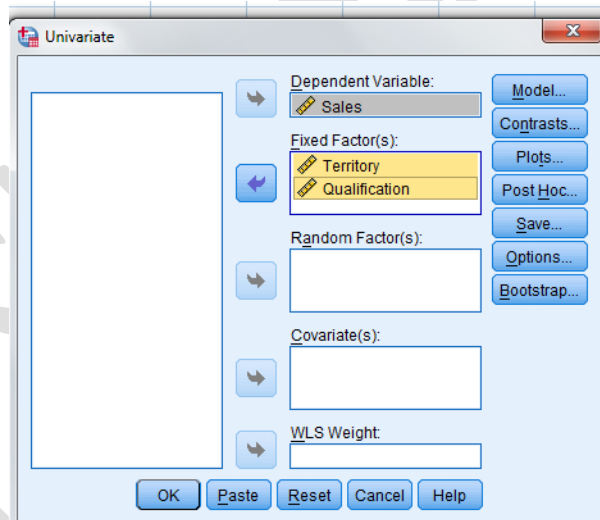 Univariate
Dependent Variable:
Sales
Fixed Factor(s):
Territory
Qualification
Random Factor(s):
Covariate(s):
WLS Weight:
Model...
Contrasts...
Plots...
Post Hoc...
Save...
Options...
Bootstrap...
OK Paste Reset Cancel Help